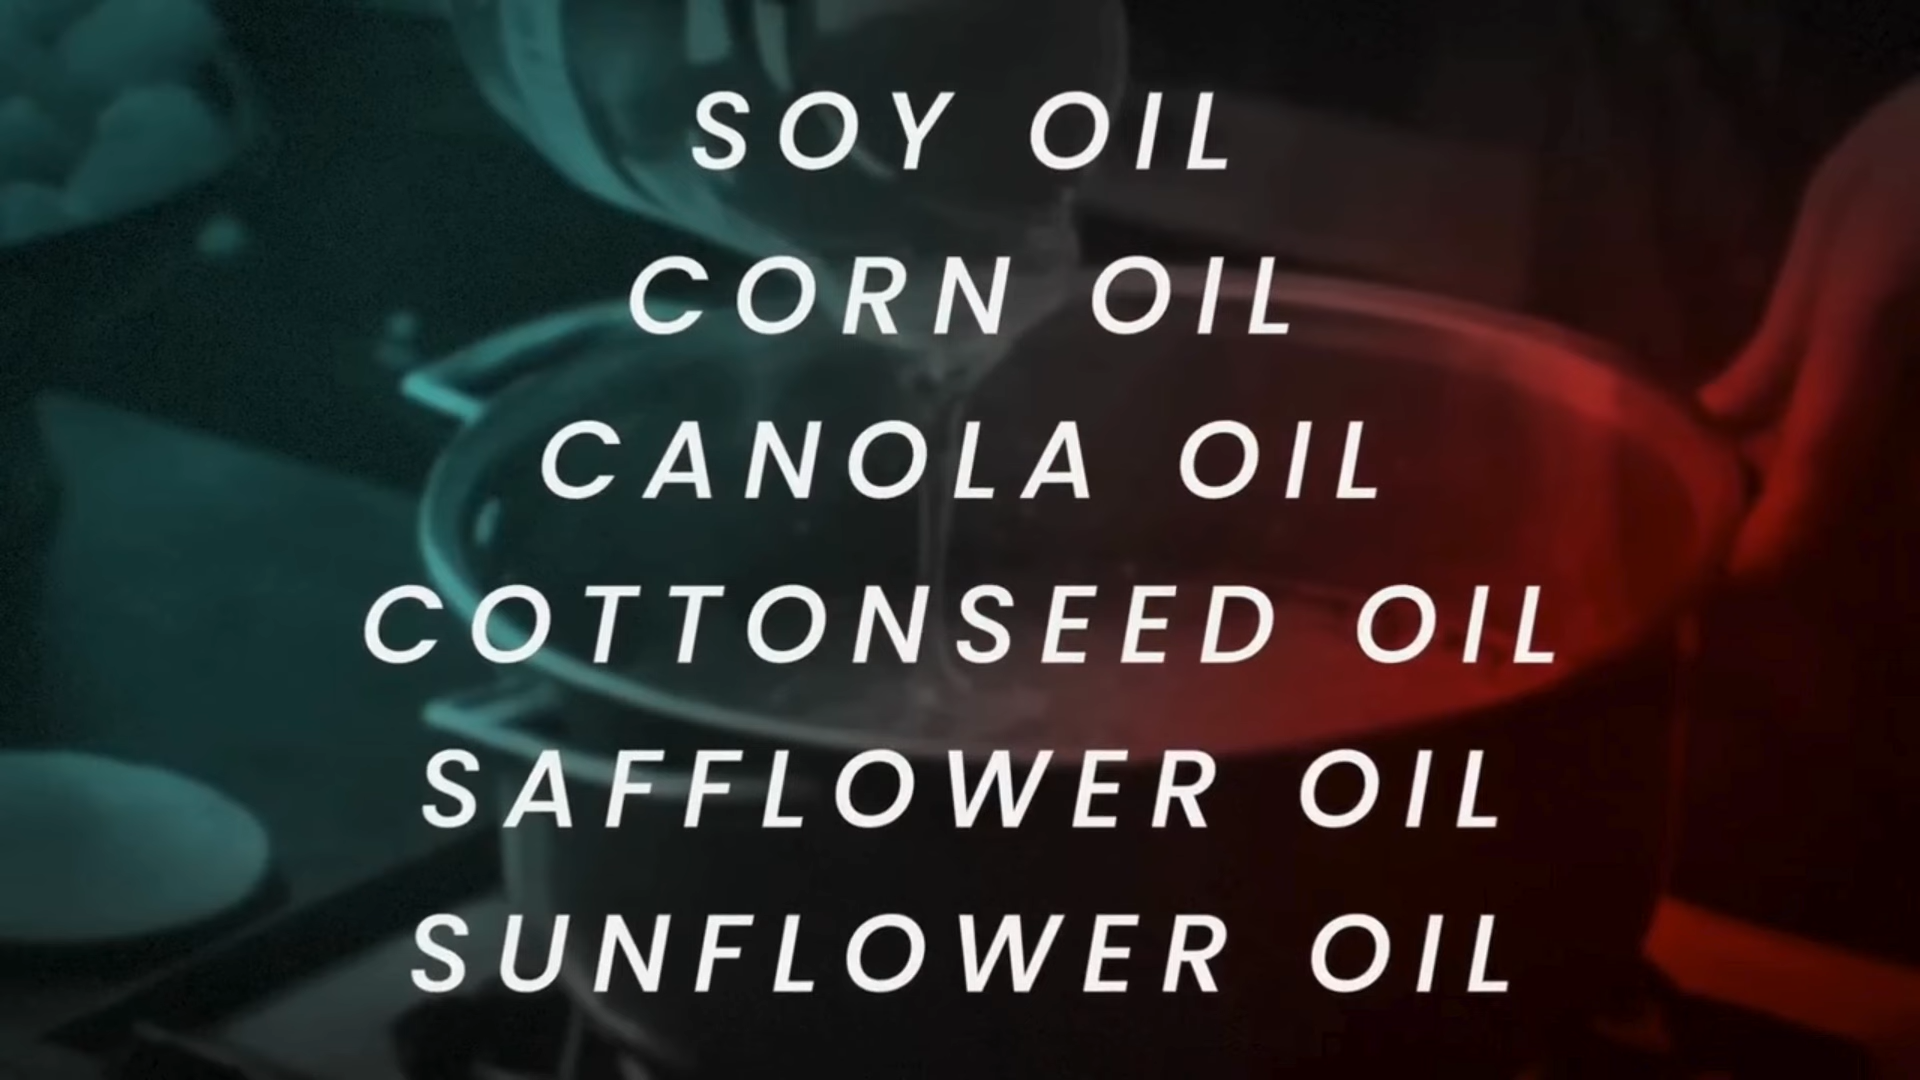 SOY OIL
CORN OIL
CANOLA OIL
COTTONSEED OIL
SAFFLOWER OIL
SUNFLOWER OIL